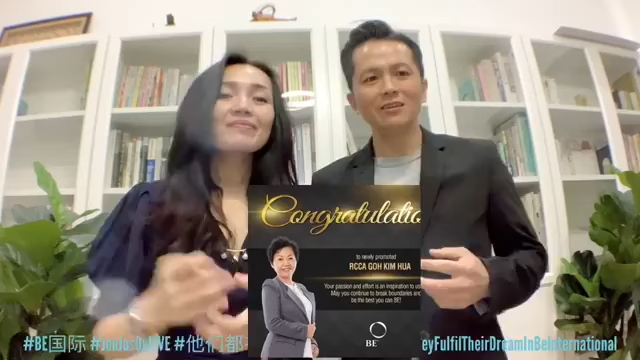 Congratulatio
to newly promoted
RCCA GOH KIM HUA
Your passion and effort is an inspiration to us
May you continue to break boundaries and
be the best you can BE!
BE
#BE国际 #他们都
eyFulfilTheirDreamInBeInternational